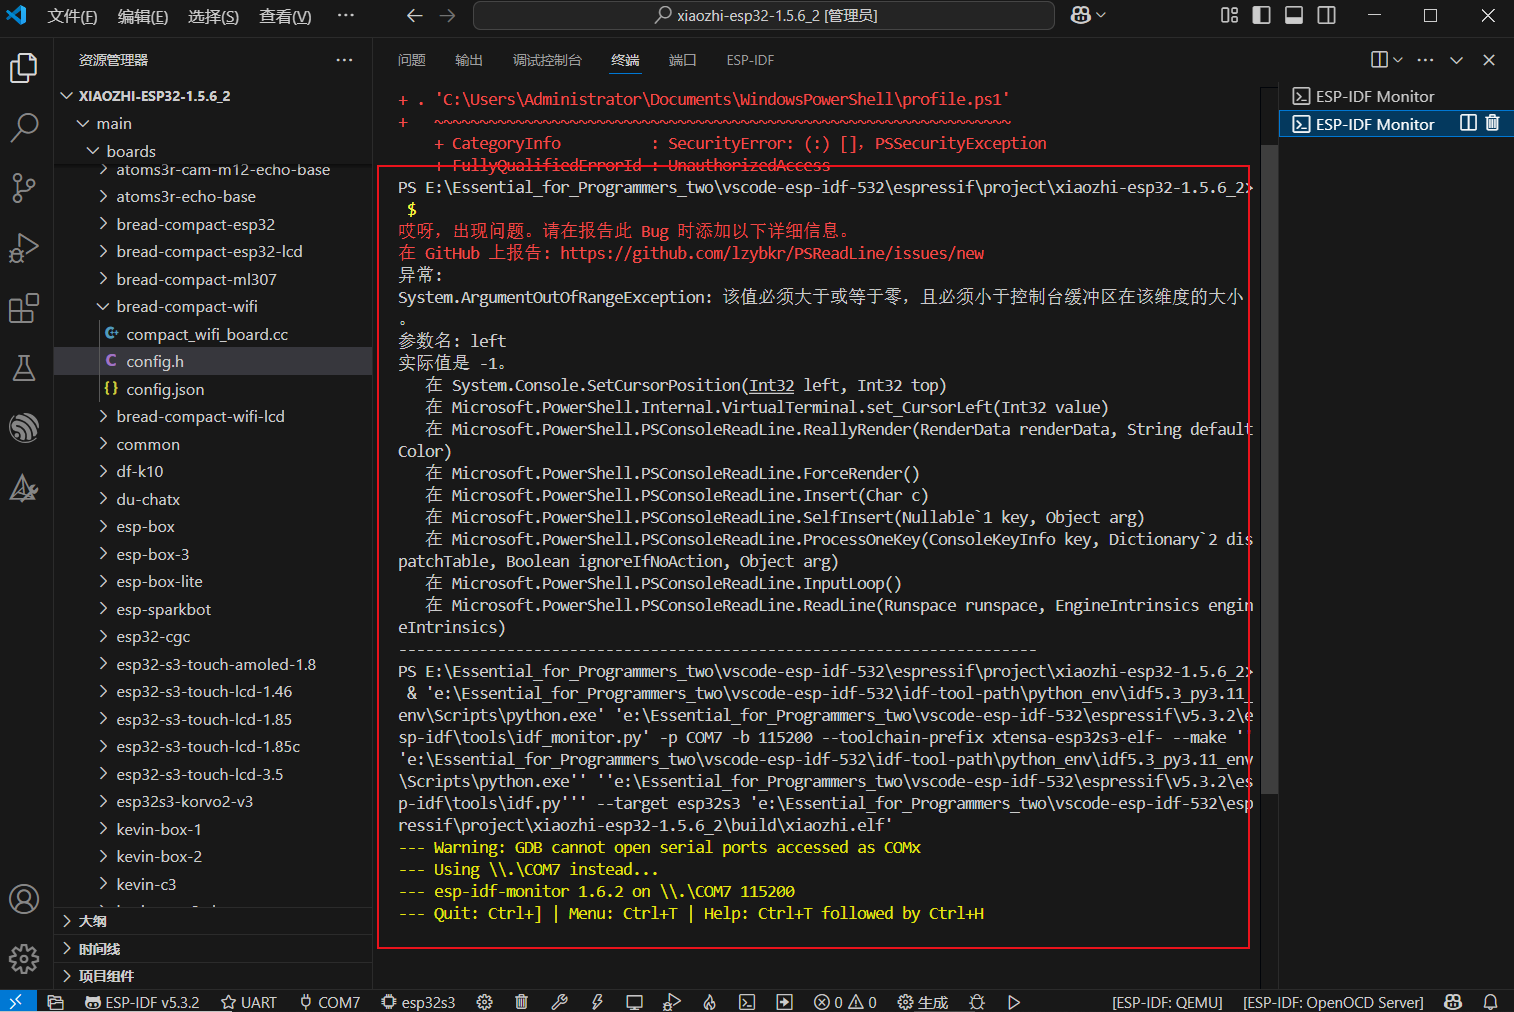 文件(F) 编辑(E) 选择(S) 查看(V) ··· xiaozhi-esp32-1.5.6_2 [管理员]
资源管理器 ···
XIAOZHI-ESP32-1.5.6_2
main
boards
atoms3r-cam-m12-echo-base
atoms3r-echo-base
bread-compact-esp32
bread-compact-esp32-lcd
bread-compact-ml307
bread-compact-wifi
compact_wifi_board.cc
C config.h
{} config.json
bread-compact-wifi-lcd
common
df-k10
du-chatx
esp-box
esp-box-3
esp-box-lite
esp-sparkbot
esp32-cgc
esp32-s3-touch-amoled-1.8
esp32-s3-touch-lcd-1.46
esp32-s3-touch-lcd-1.85
esp32-s3-touch-lcd-1.85c
esp32-s3-touch-lcd-3.5
esp32s3-korvo2-v3
kevin-box-1
kevin-box-2
kevin-c3
大纲
时间线
项目组件
问题 输出 调试控制台 终端 端口 ESP-IDF
+ . 'C:\Users\Administrator\Documents\WindowsPowerShell\profile.ps1'
+ ~~~~~~~~~~~~~~~~~~~~~~~~~~~~~~~~~~~~~~~~~~~~~~~~~~~~~~~~~~~~~~~~
+ CategoryInfo : SecurityError: (:) [], PSSecurityException
+ FullyQualifiedErrorId : UnauthorizedAccess
PS E:\Essential_for_Programmers_two\vscode-esp-idf-532\espressif\project\xiaozhi-esp32-1.5.6_2>
$
哎呀，出现问题。请在报告此 Bug 时添加以下详细信息。
在 GitHub 上报告: https://github.com/lzybkr/PSReadLine/issues/new
异常:
System.ArgumentOutOfRangeException: 该值必须大于或等于零，且必须小于控制台缓冲区在该维度的大小
。
参数名: left
实际值是 -1。
在 System.Console.SetCursorPosition(Int32 left, Int32 top)
在 Microsoft.PowerShell.Internal.VirtualTerminal.set_CursorLeft(Int32 value)
在 Microsoft.PowerShell.PSConsoleReadLine.ReallyRender(RenderData renderData, String default
Color)
在 Microsoft.PowerShell.PSConsoleReadLine.ForceRender()
在 Microsoft.PowerShell.PSConsoleReadLine.Insert(Char c)
在 Microsoft.PowerShell.PSConsoleReadLine.SelfInsert(Nullable`1 key, Object arg)
在 Microsoft.PowerShell.PSConsoleReadLine.ProcessOneKey(ConsoleKeyInfo key, Dictionary`2 dis
patchTable, Boolean ignoreIfNoAction, Object arg)
在 Microsoft.PowerShell.PSConsoleReadLine.InputLoop()
在 Microsoft.PowerShell.PSConsoleReadLine.ReadLine(Runspace runspace, EngineIntrinsics engin
eIntrinsics)
-----------------------------------------------------------------------
PS E:\Essential_for_Programmers_two\vscode-esp-idf-532\espressif\project\xiaozhi-esp32-1.5.6_2>
& 'e:\Essential_for_Programmers_two\vscode-esp-idf-532\idf-tool-path\python_env\idf5.3_py3.11_
env\Scripts\python.exe' 'e:\Essential_for_Programmers_two\vscode-esp-idf-532\espressif\v5.3.2\e
sp-idf\tools\idf_monitor.py' -p COM7 -b 115200 --toolchain-prefix xtensa-esp32s3-elf- --make ''
'e:\Essential_for_Programmers_two\vscode-esp-idf-532\idf-tool-path\python_env\idf5.3_py3.11_env
\Scripts\python.exe'' ''e:\Essential_for_Programmers_two\vscode-esp-idf-532\espressif\v5.3.2\es
p-idf\tools\idf.py''' --target esp32s3 'e:\Essential_for_Programmers_two\vscode-esp-idf-532\esp
ressif\project\xiaozhi-esp32-1.5.6_2\build\xiaozhi.elf'
--- Warning: GDB cannot open serial ports accessed as COMx
--- Using \\.\COM7 instead...
--- esp-idf-monitor 1.6.2 on \\.\COM7 115200
--- Quit: Ctrl+] | Menu: Ctrl+T | Help: Ctrl+T followed by Ctrl+H
ESP-IDF Monitor
ESP-IDF Monitor
ESP-IDF v5.3.2 UART COM7 esp32s3 0 0 生成 [ESP-IDF: QEMU] [ESP-IDF: OpenOCD Server]